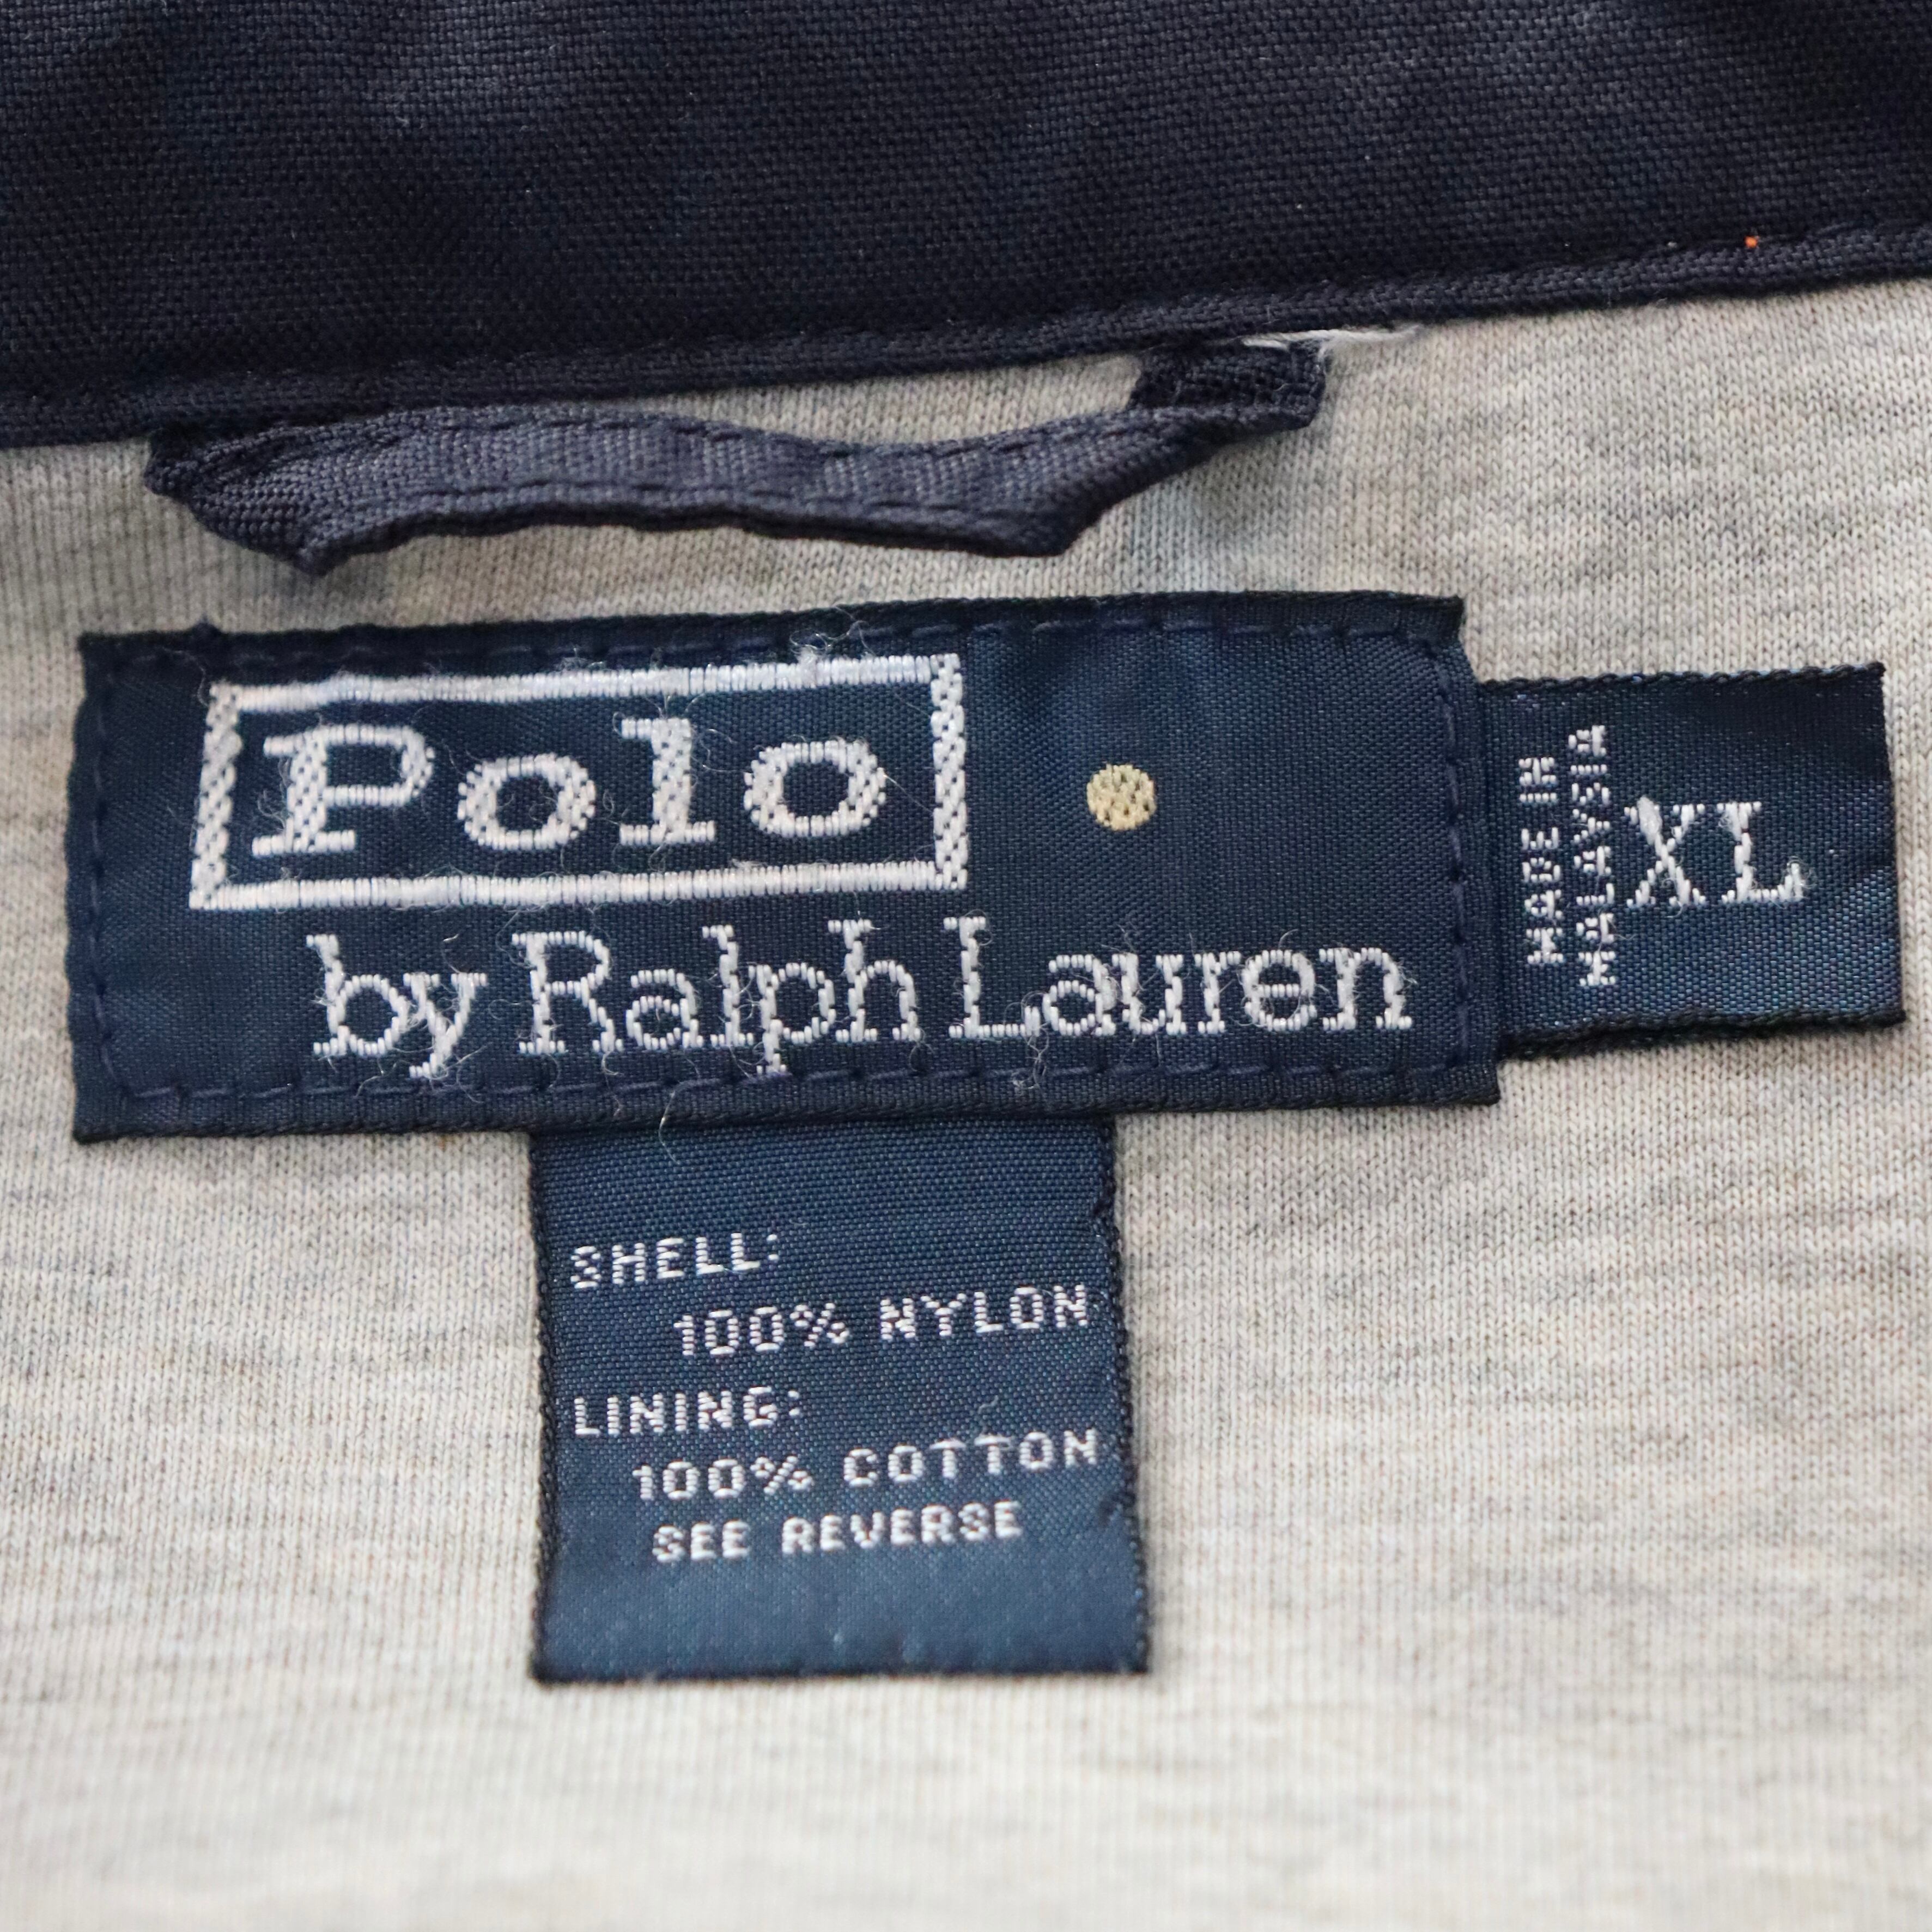 Polo
by Ralph Lauren
MADE IN
MALAYSIA
XL
SHELL:
100% NYLON
LINING:
100% COTTON
SEE REVERSE